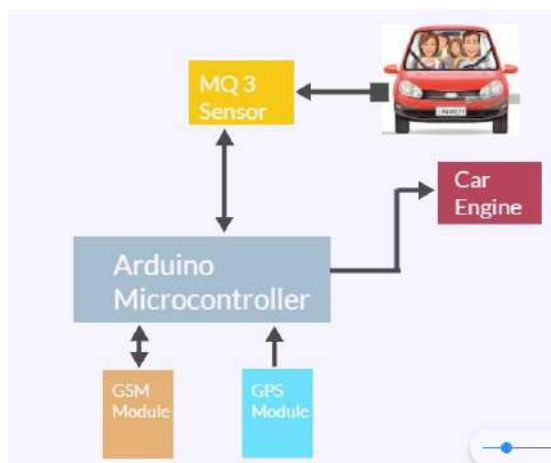 MQ 3
Sensor
Car
Engine
Arduino
Microcontroller
GSM
Module
GPS
Module